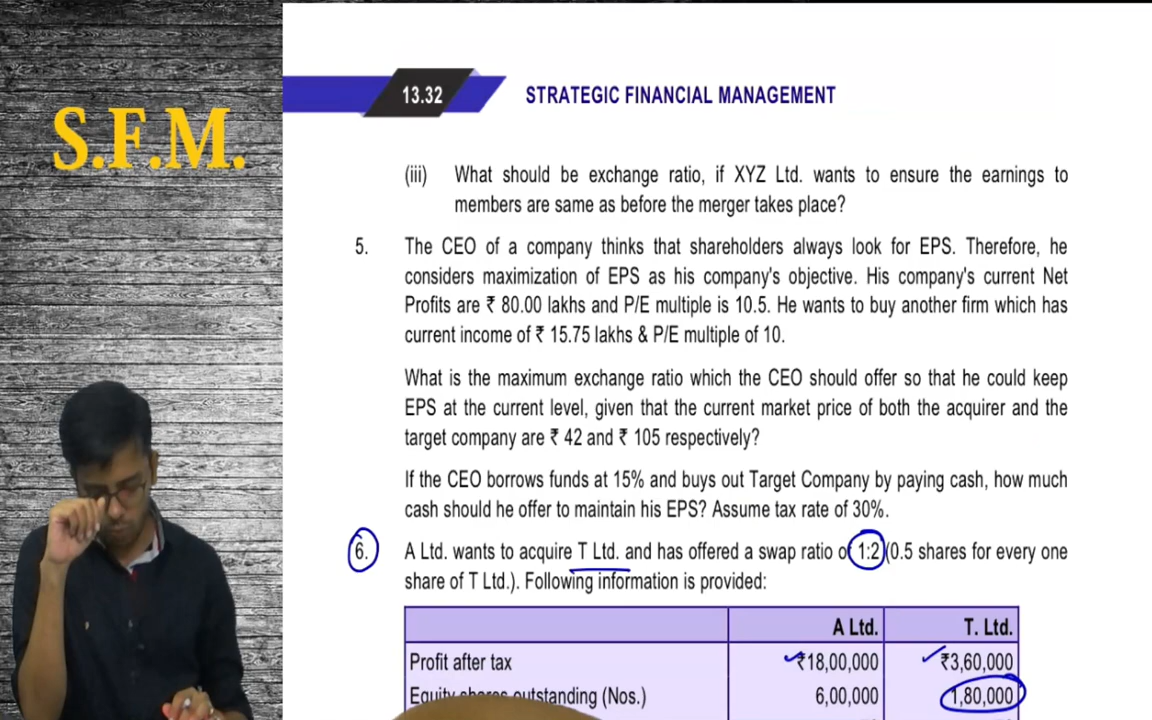 S.F.M.
13.32
STRATEGIC FINANCIAL MANAGEMENT
(iii) What should be exchange ratio, if XYZ Ltd. wants to ensure the earnings to
members are same as before the merger takes place?
5. The CEO of a company thinks that shareholders always look for EPS. Therefore, he
considers maximization of EPS as his company's objective. His company's current Net
Profits are ₹ 80.00 lakhs and P/E multiple is 10.5. He wants to buy another firm which has
current income of ₹ 15.75 lakhs & P/E multiple of 10.
What is the maximum exchange ratio which the CEO should offer so that he could keep
EPS at the current level, given that the current market price of both the acquirer and the
target company are ₹ 42 and ₹ 105 respectively?
If the CEO borrows funds at 15% and buys out Target Company by paying cash, how much
cash should he offer to maintain his EPS? Assume tax rate of 30%.
6. A Ltd. wants to acquire T Ltd. and has offered a swap ratio of 1:2 (0.5 shares for every one
share of T Ltd.). Following information is provided:
A Ltd. T. Ltd.
Profit after tax ₹18,00,000 ₹3,60,000
Equity shares outstanding (Nos.) 6,00,000 1,80,000